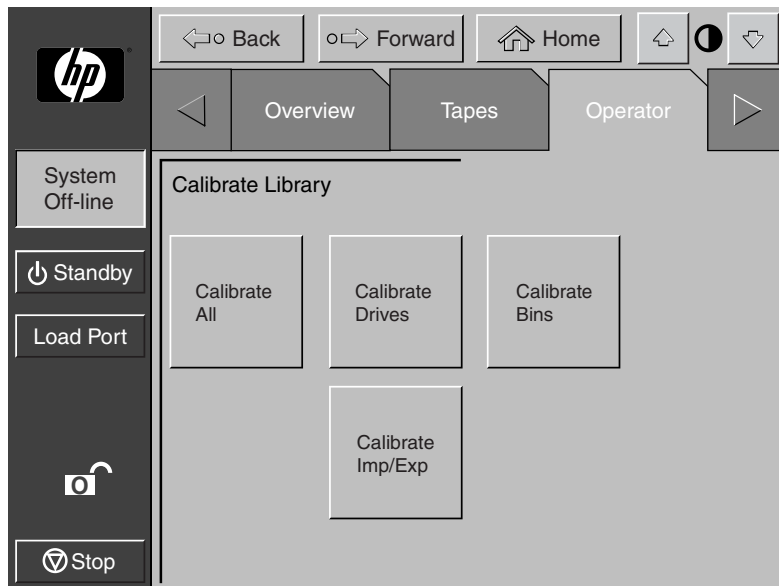 hp
Back
Forward
Home
Overview
Tapes
Operator
System
Off-line
Standby
Load Port
O
Stop
Calibrate Library
Calibrate
All
Calibrate
Drives
Calibrate
Bins
Calibrate
Imp/Exp